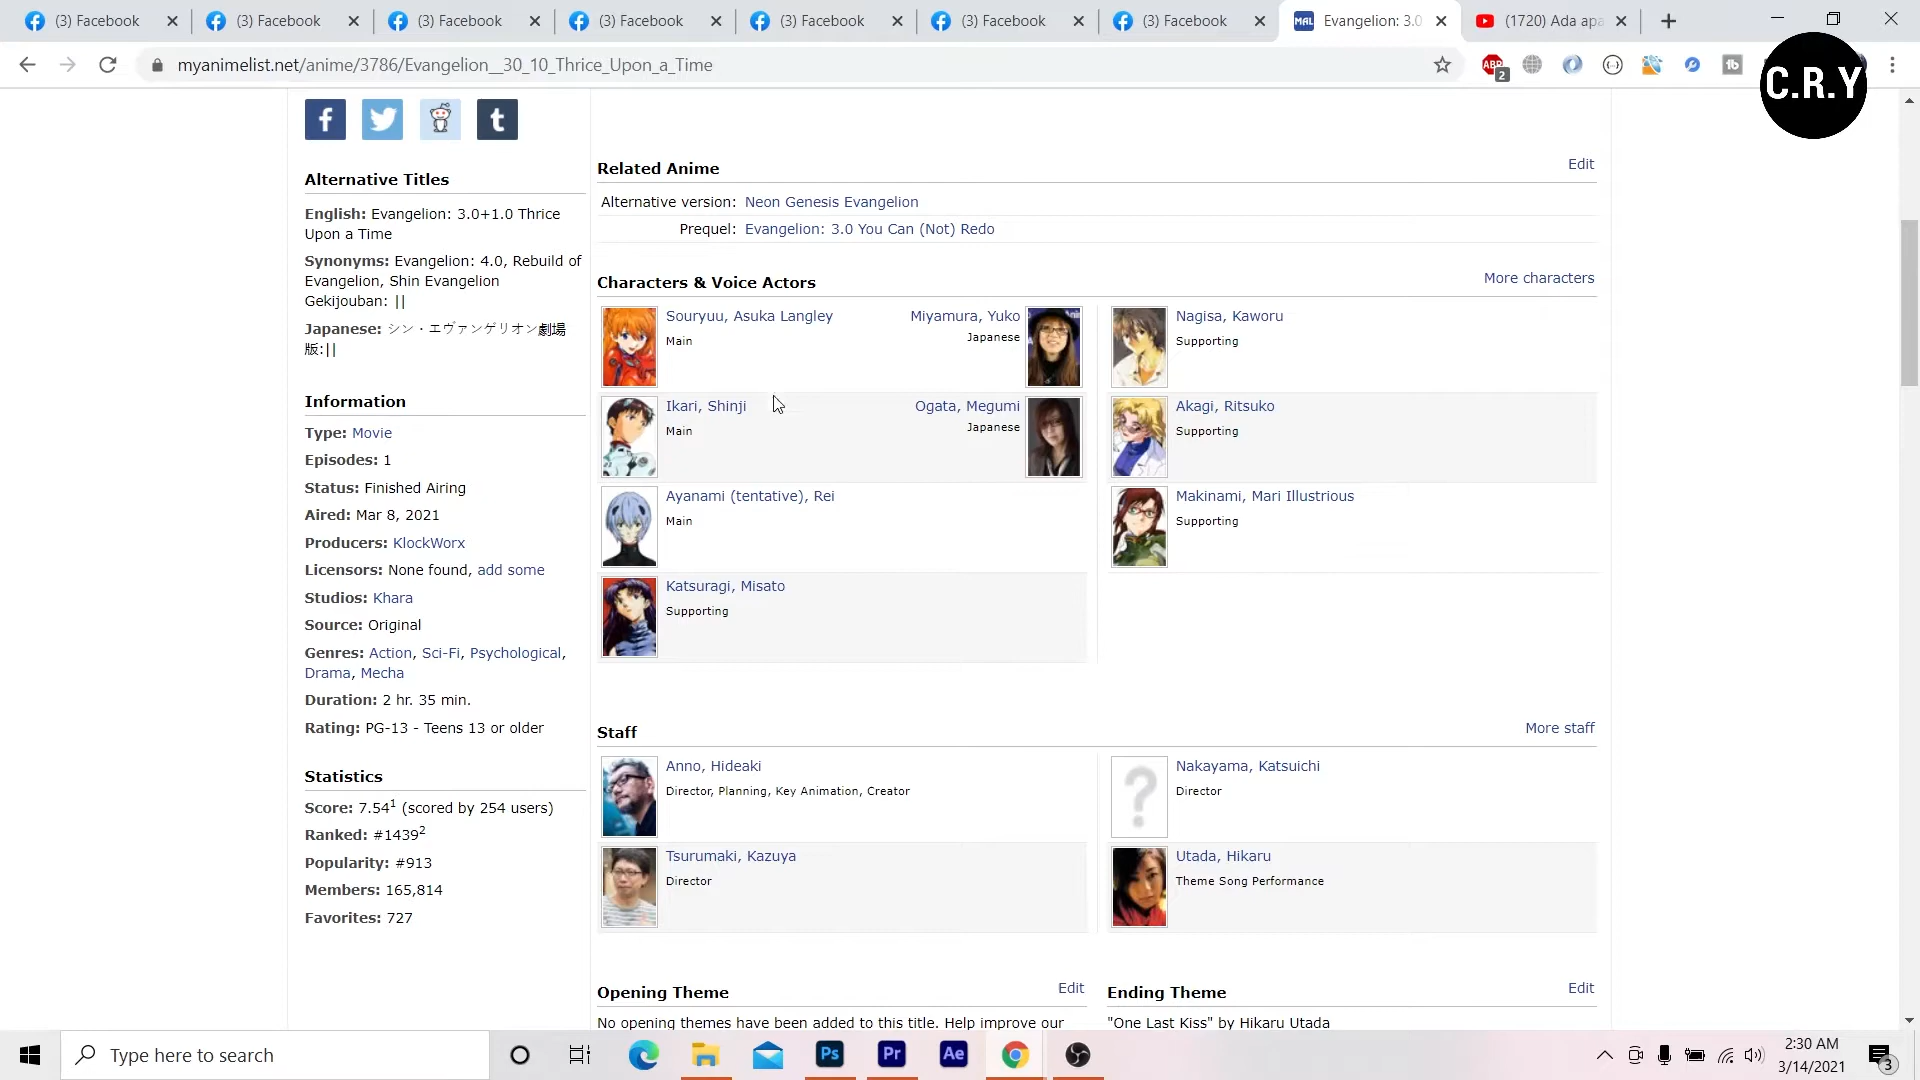 (3) Facebook
(3) Facebook
(3) Facebook
(3) Facebook
(3) Facebook
(3) Facebook
(3) Facebook
MAL Evangelion: 3.0
(1720) Ada apa
myanimelist.net/anime/3786/Evangelion__30_10_Thrice_Upon_a_Time
ABP
2
C.R.Y
Alternative Titles
English: Evangelion: 3.0+1.0 Thrice
Upon a Time
Synonyms: Evangelion: 4.0, Rebuild of
Evangelion, Shin Evangelion
Gekijouban: ||
Japanese: シン・エヴァンゲリオン劇場
版:||
Information
Type: Movie
Episodes: 1
Status: Finished Airing
Aired: Mar 8, 2021
Producers: KlockWorx
Licensors: None found, add some
Studios: Khara
Source: Original
Genres: Action, Sci-Fi, Psychological,
Drama, Mecha
Duration: 2 hr. 35 min.
Rating: PG-13 - Teens 13 or older
Statistics
Score: 7.54¹ (scored by 254 users)
Ranked: #1439²
Popularity: #913
Members: 165,814
Favorites: 727
Related Anime
Edit
Alternative version: Neon Genesis Evangelion
Prequel: Evangelion: 3.0 You Can (Not) Redo
Characters & Voice Actors
More characters
Souryuu, Asuka Langley
Main
Miyamura, Yuko
Japanese
Nagisa, Kaworu
Supporting
Ikari, Shinji
Main
Ogata, Megumi
Japanese
Akagi, Ritsuko
Supporting
Ayanami (tentative), Rei
Main
Makinami, Mari Illustrious
Supporting
Katsuragi, Misato
Supporting
Staff
More staff
Anno, Hideaki
Director, Planning, Key Animation, Creator
Nakayama, Katsuichi
Director
Tsurumaki, Kazuya
Director
Utada, Hikaru
Theme Song Performance
Opening Theme
Edit
No opening themes have been added to this title. Help improve our
Ending Theme
Edit
"One Last Kiss" by Hikaru Utada
Type here to search
Ps
Pr
Ae
2:30 AM
3/14/2021
3